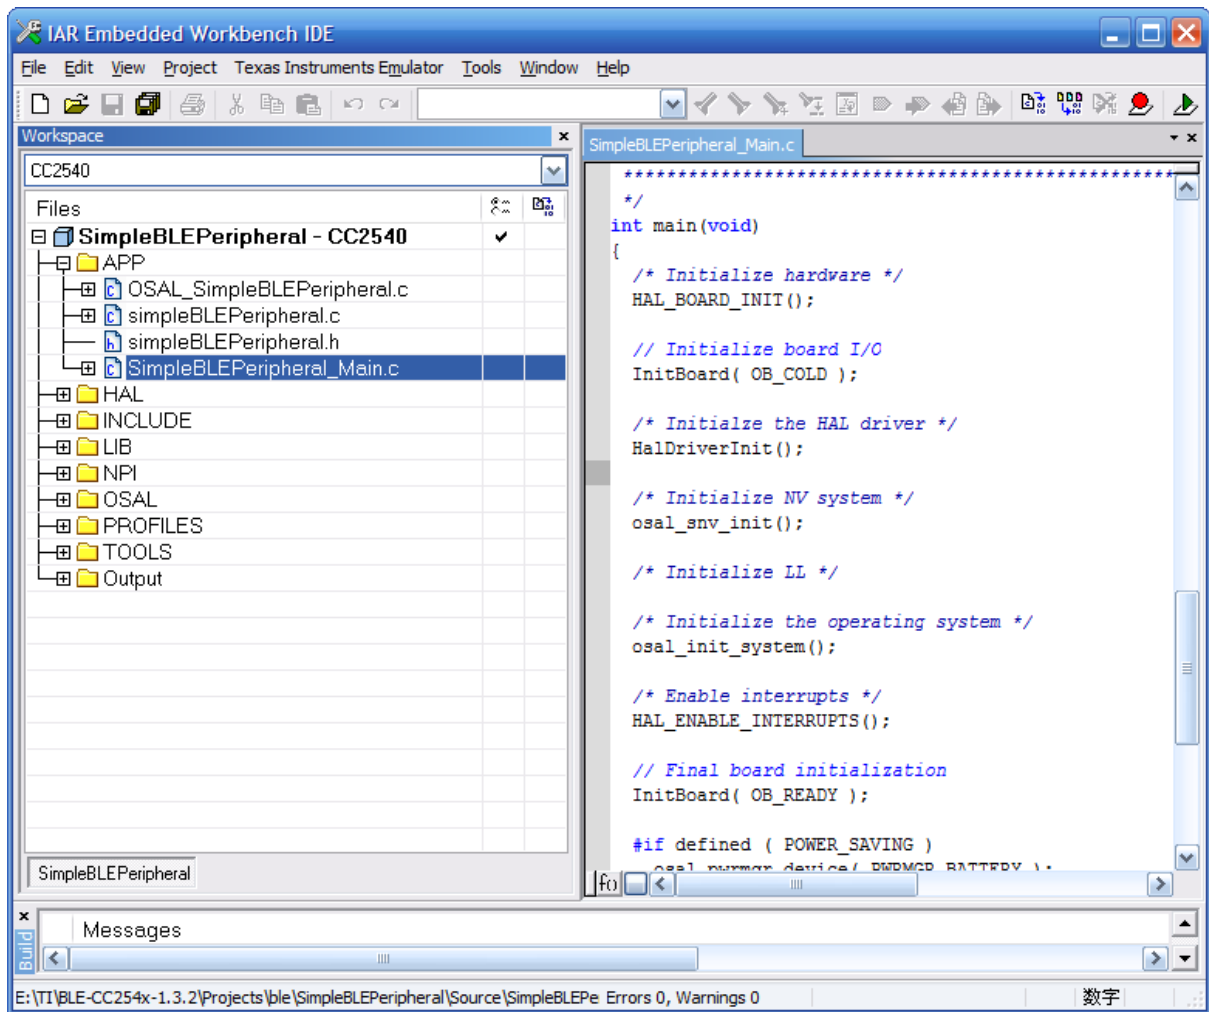 IAR Embedded Workbench IDE
File Edit View Project Texas Instruments Emulator Tools Window Help
Workspace
CC2540
Files
SimpleBLEPeripheral - CC2540
APP
OSAL_SimpleBLEPeripheral.c
simpleBLEPeripheral.c
simpleBLEPeripheral.h
SimpleBLEPeripheral_Main.c
HAL
INCLUDE
LIB
NPI
OSAL
PROFILES
TOOLS
Output
SimpleBLEPeripheral
SimpleBLEPeripheral_Main.c
***************************************************
*/
int main(void)
{
/* Initialize hardware */
HAL_BOARD_INIT();
// Initialize board I/O
InitBoard( OB_COLD );
/* Initialze the HAL driver */
HalDriverInit();
/* Initialize NV system */
osal_snv_init();
/* Initialize LL */
/* Initialize the operating system */
osal_init_system();
/* Enable interrupts */
HAL_ENABLE_INTERRUPTS();
// Final board initialization
InitBoard( OB_READY );
#if defined ( POWER_SAVING )
osal_pwrmgr_device( PWRMGR_BATTERY );
Build
Messages
E:\TI\BLE-CC254x-1.3.2\Projects\ble\SimpleBLEPeripheral\Source\SimpleBLEPe Errors 0, Warnings 0 数字